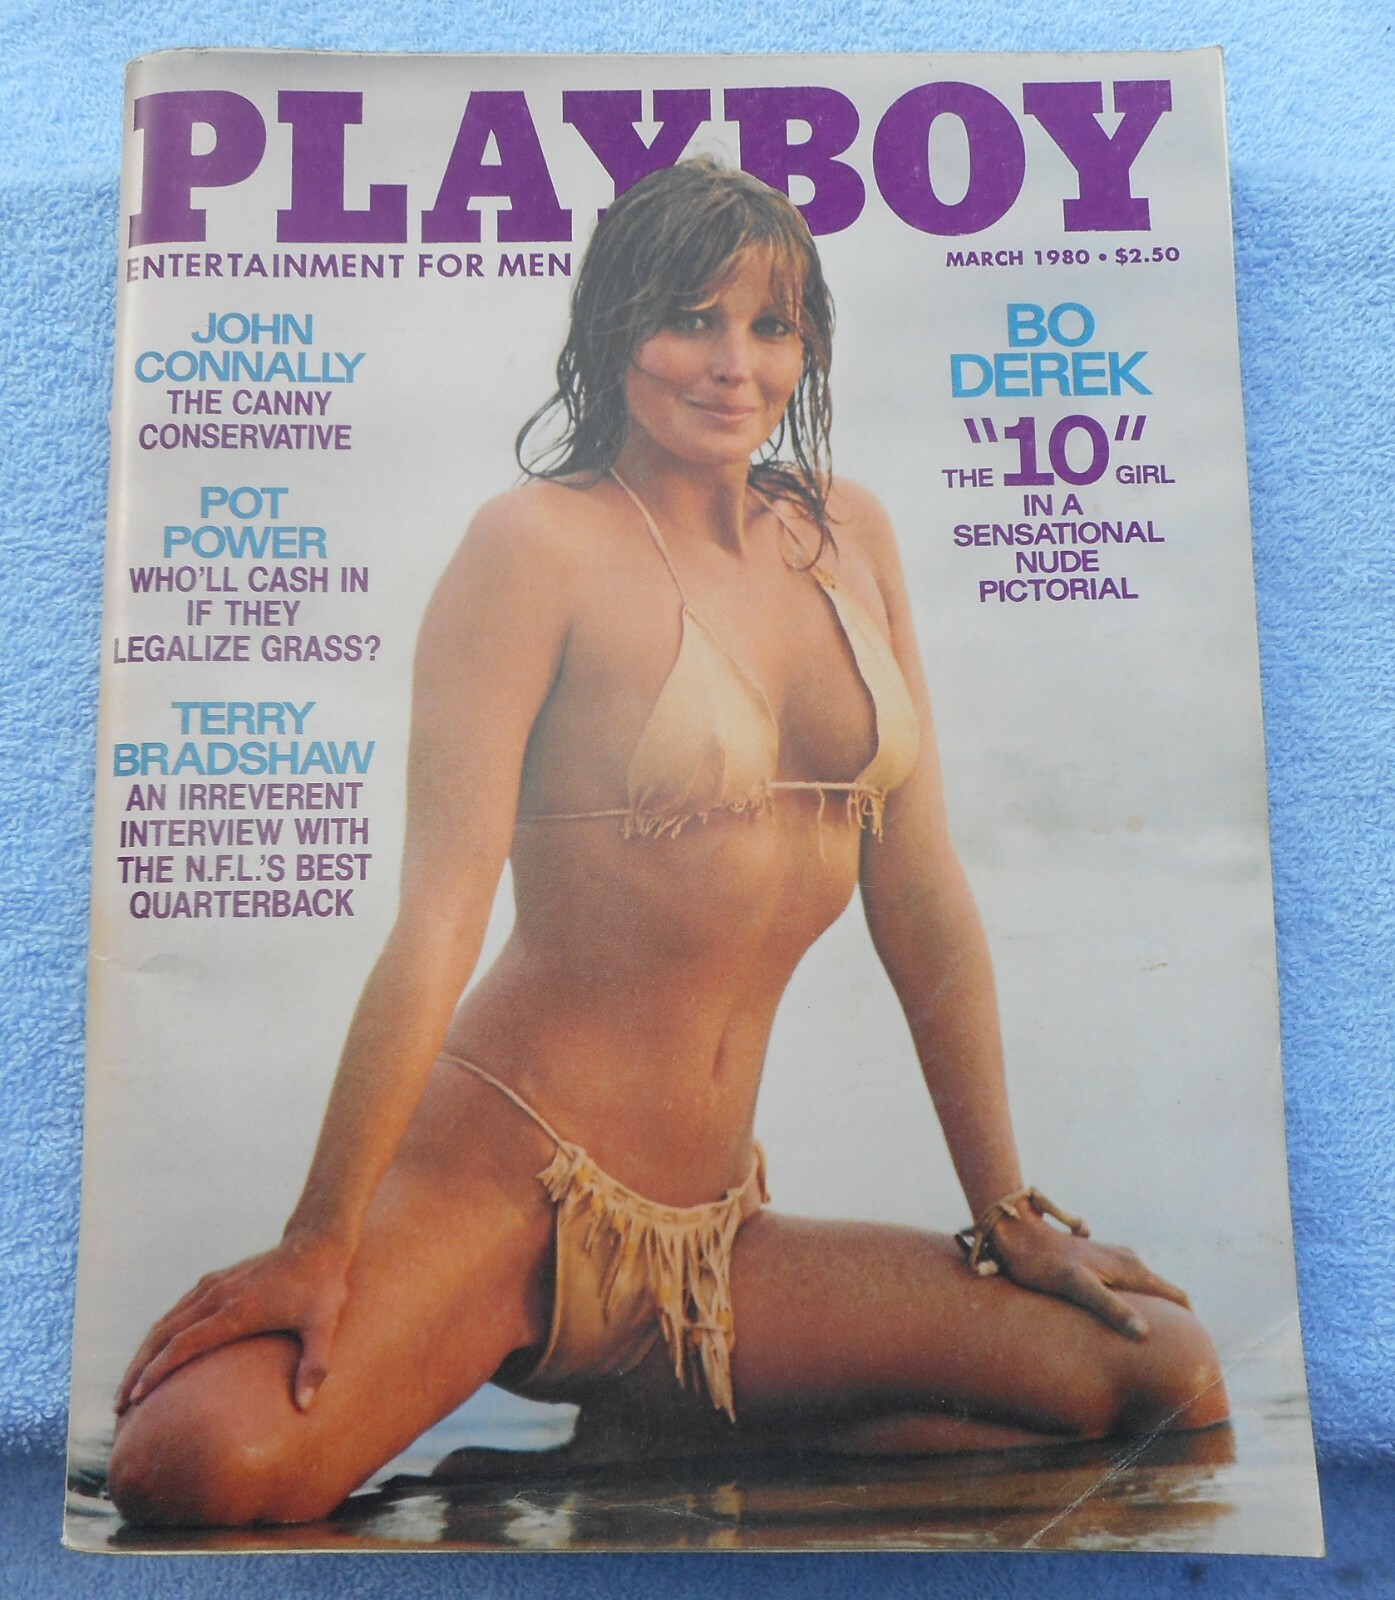 PLAYBOY
ENTERTAINMENT FOR MEN
MARCH 1980 • $2.50
JOHN
CONNALLY
THE CANNY
CONSERVATIVE
POT
POWER
WHO'LL CASH IN
IF THEY
LEGALIZE GRASS?
TERRY
BRADSHAW
AN IRREVERENT
INTERVIEW WITH
THE N.F.L.'S BEST
QUARTERBACK
BO
DEREK
THE "10" GIRL
IN A
SENSATIONAL
NUDE
PICTORIAL